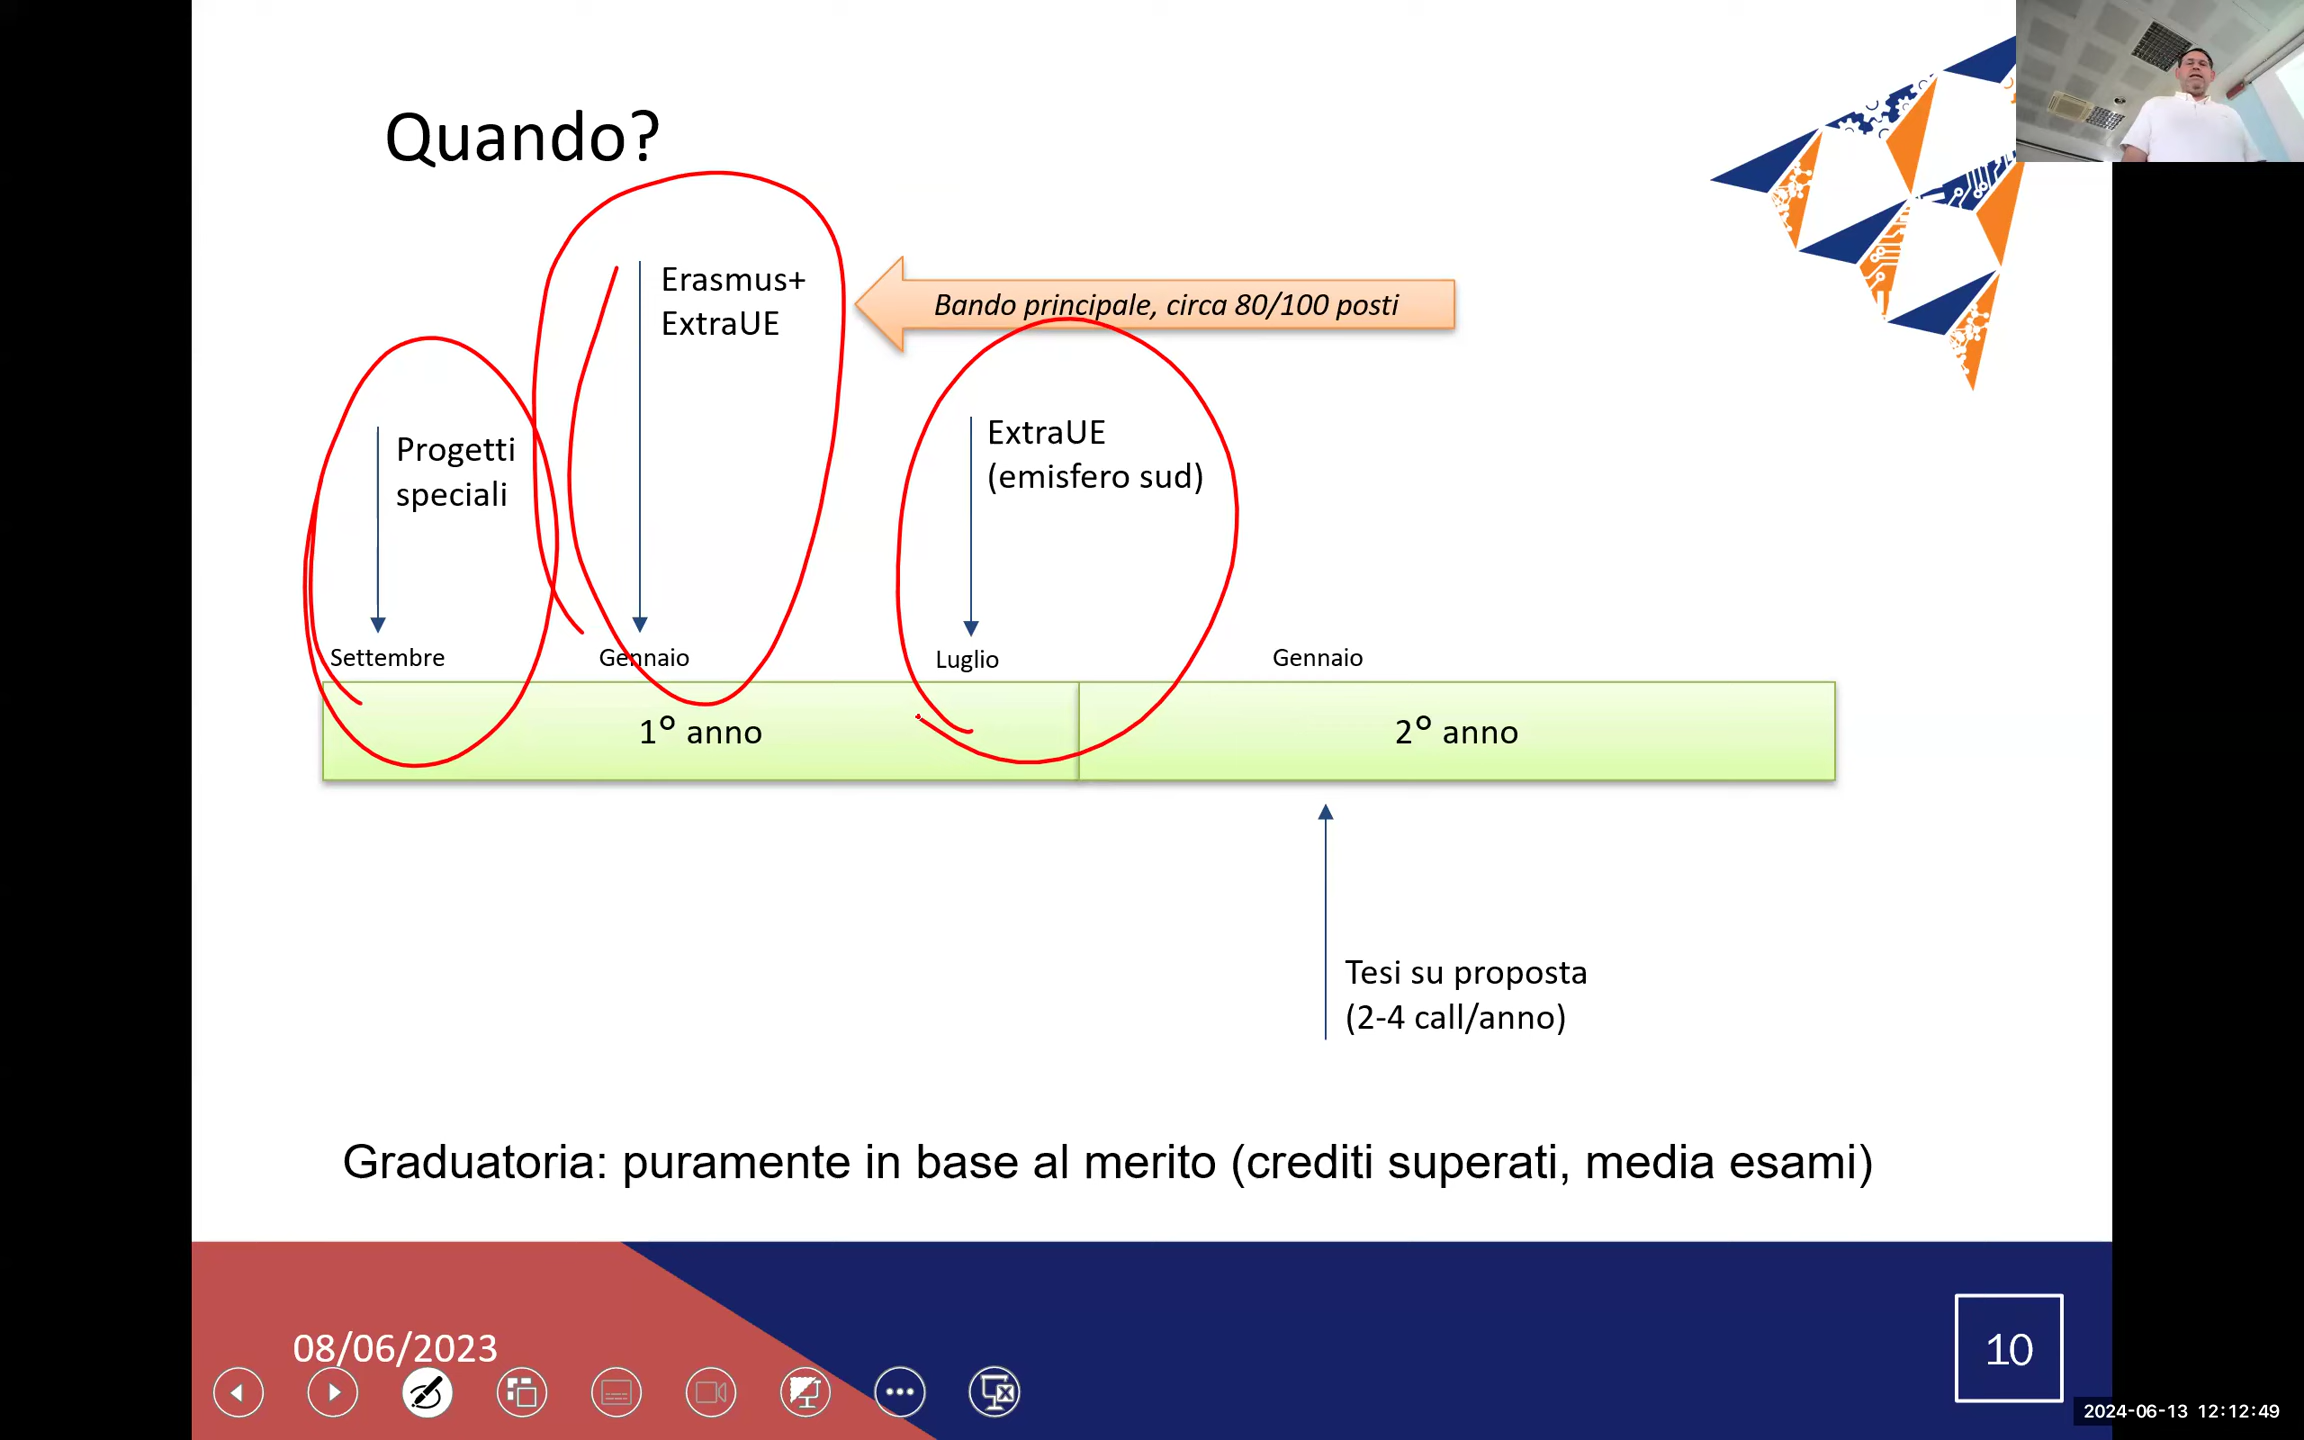 Quando?
Erasmus+
ExtraUE
Bando principale, circa 80/100 posti
Progetti
speciali
ExtraUE
(emisfero sud)
Settembre
Gennaio
Luglio
Gennaio
1° anno
2° anno
Tesi su proposta
(2-4 call/anno)
Graduatoria: puramente in base al merito (crediti superati, media esami)
08/06/2023
10
2024-06-13 12:12:49